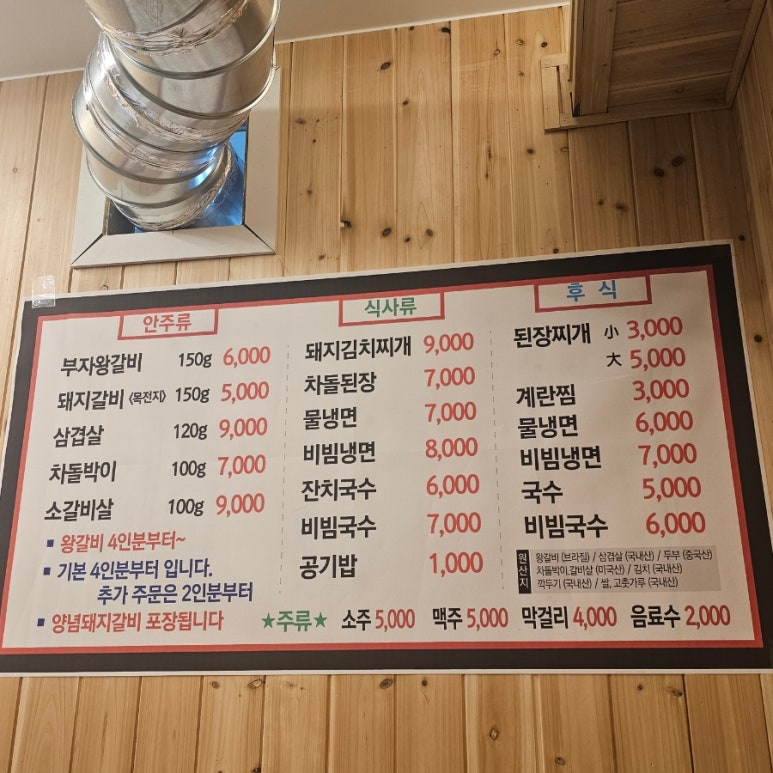 안주류
부자왕갈비 150g 6,000
돼지갈비 (목전지) 150g 5,000
삼겹살 120g 9,000
차돌박이 100g 7,000
소갈비살 100g 9,000
▪ 왕갈비 4인분부터~
▪ 기본 4인분부터 입니다.
추가 주문은 2인분부터
▪ 양념돼지갈비 포장됩니다
식사류
돼지김치찌개 9,000
차돌된장 7,000
물냉면 7,000
비빔냉면 8,000
잔치국수 6,000
비빔국수 7,000
공기밥 1,000
후식
된장찌개 小 3,000
大 5,000
계란찜 3,000
물냉면 6,000
비빔냉면 7,000
국수 5,000
비빔국수 6,000
원산지
왕갈비 (브라질) / 삼겹살 (국내산) / 두부 (중국산)
차돌박이,갈비살 (미국산) / 김치 (국내산)
깍두기 (국내산) / 쌀, 고춧가루 (국내산)
★주류★ 소주 5,000 맥주 5,000 막걸리 4,000 음료수 2,000